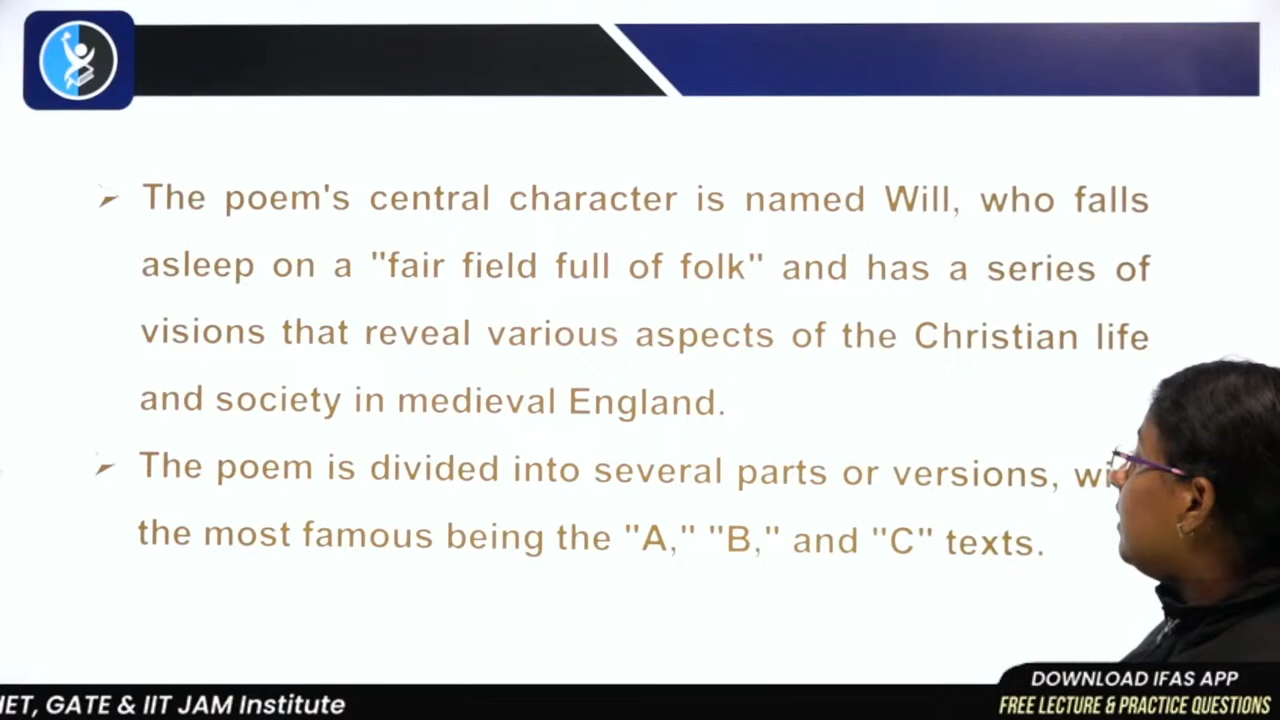 The poem's central character is named Will, who falls
asleep on a "fair field full of folk" and has a series of
visions that reveal various aspects of the Christian life
and society in medieval England.
The poem is divided into several parts or versions,
the most famous being the "A," "B," and "C" texts.
DOWNLOAD IFAS APP
GATE & IIT JAM Institute
FREE LECTURE & PRACTICE QUESTIONS